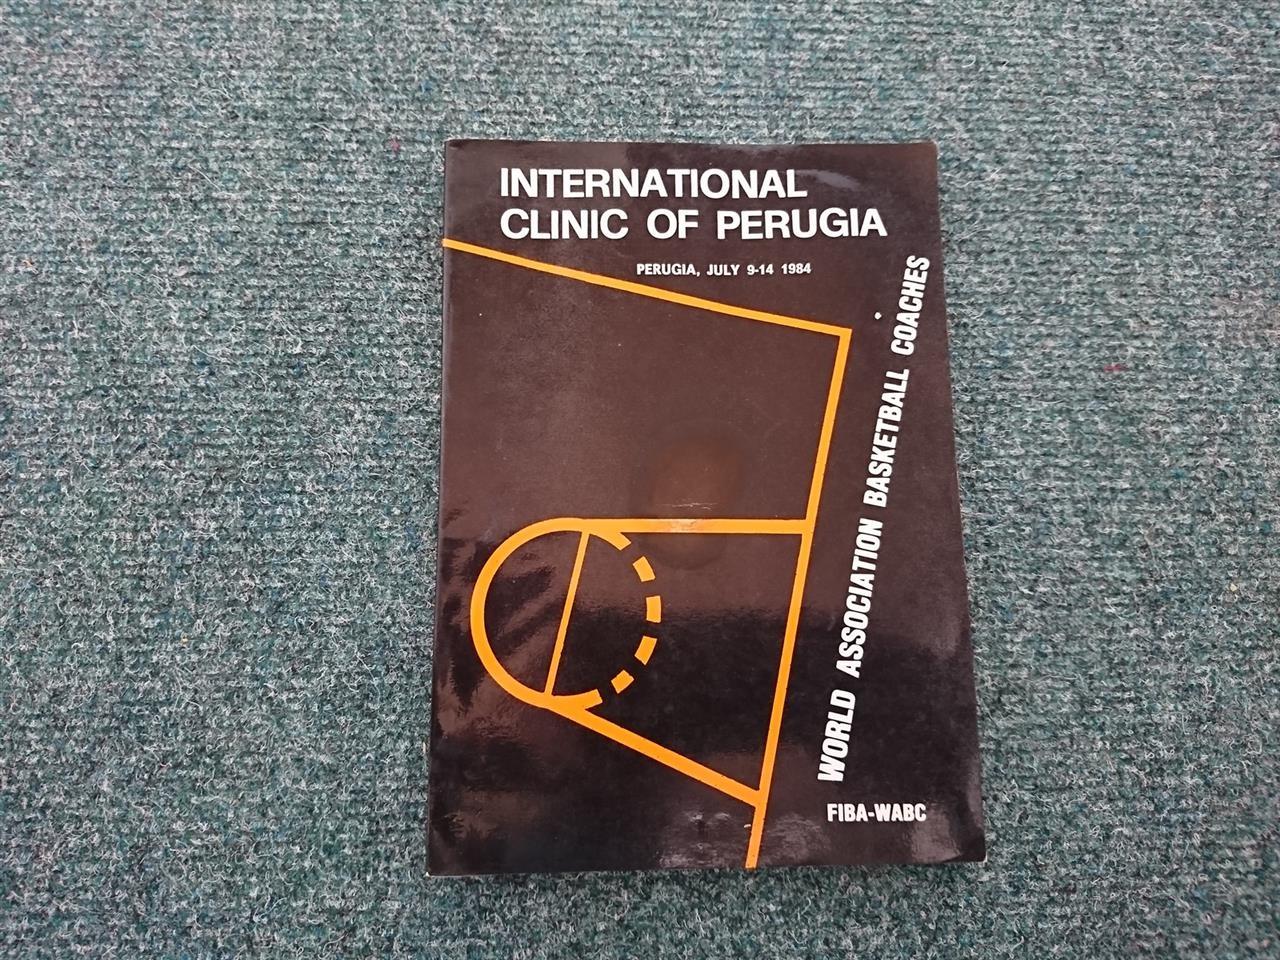 INTERNATIONAL
CLINIC OF PERUGIA
PERUGIA, JULY 9-14 1984
WORLD ASSOCIATION BASKETBALL COACHES
FIBA-WABC